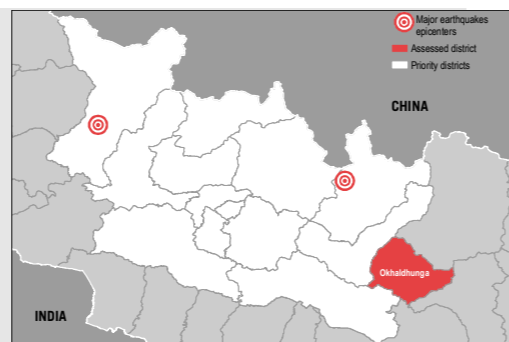 Major earthquakes
epicenters
Assessed district
Priority districts
CHINA
Okhaldhunga
INDIA